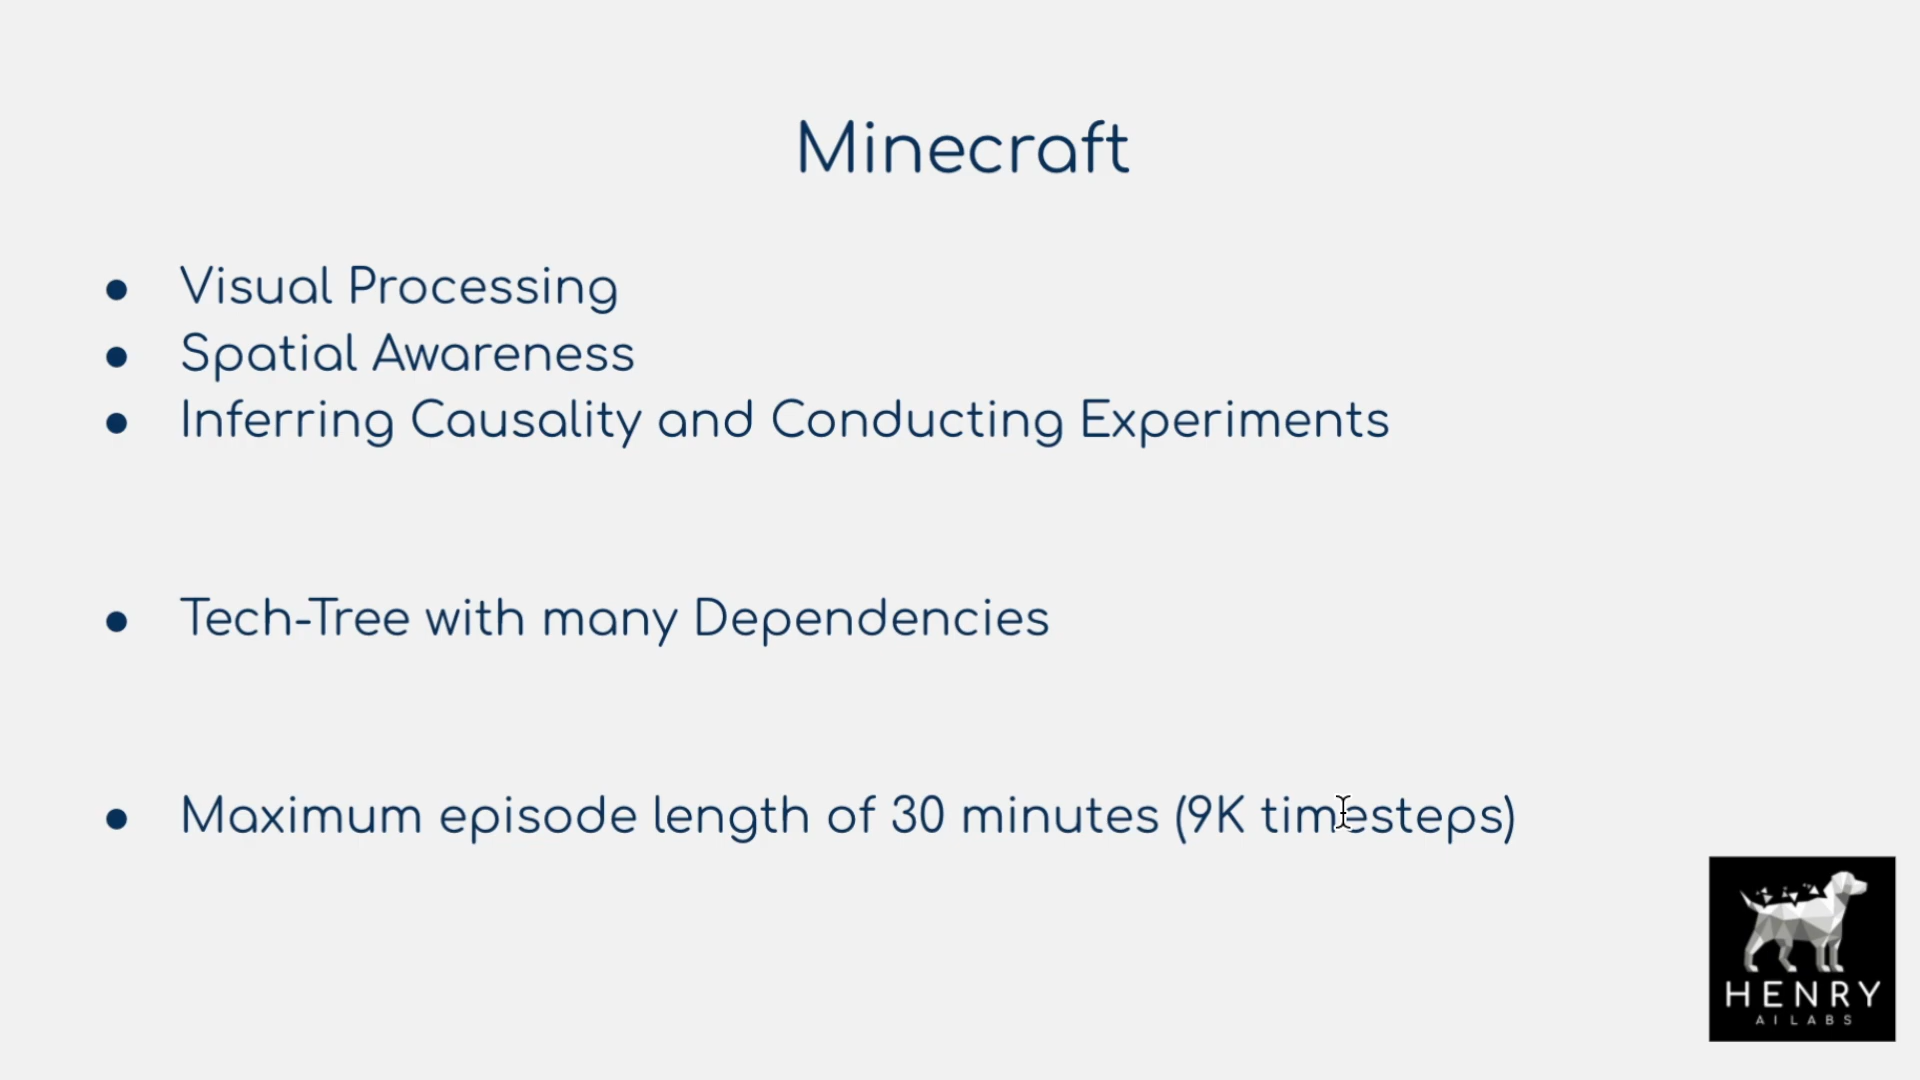 Minecraft
● Visual Processing
● Spatial Awareness
● Inferring Causality and Conducting Experiments
● Tech-Tree with many Dependencies
● Maximum episode length of 30 minutes (9K timesteps)
HENRY
AI LABS